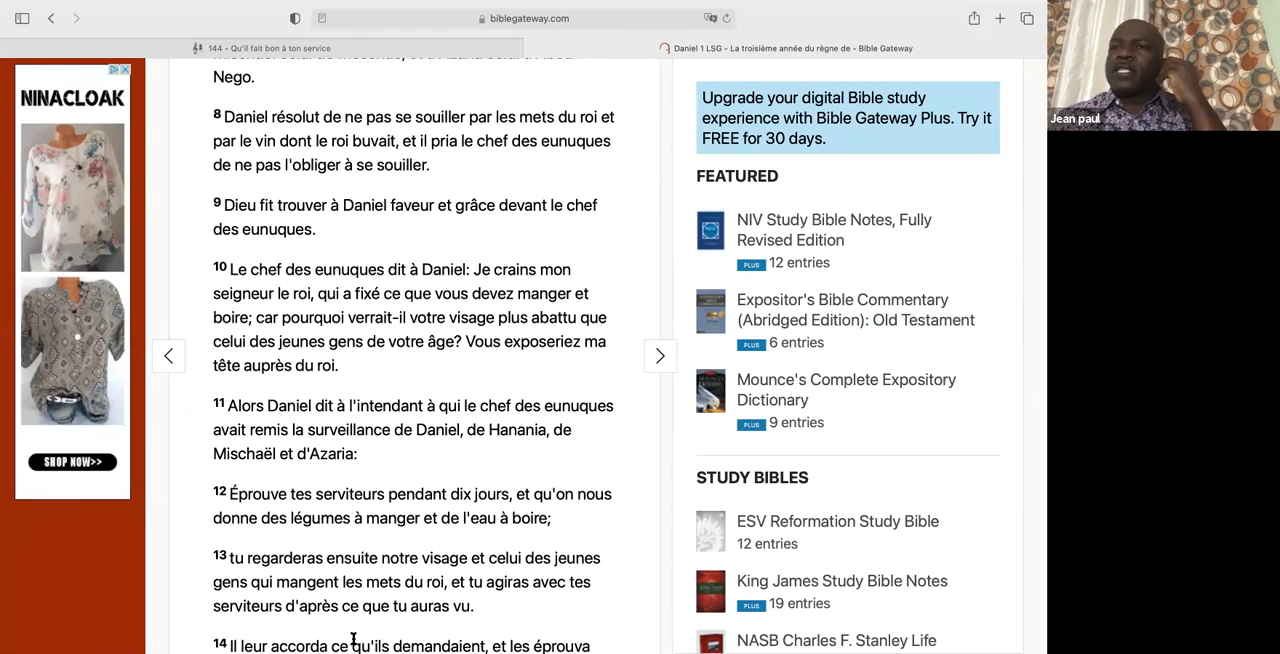 biblegateway.com
144 - Qu'il fait bon à ton service
Daniel 1 LSG - La troisième année du règne de - Bible Gateway
NINACLOAK
SHOP NOW>>
Nego.
8 Daniel résolut de ne pas se souiller par les mets du roi et
par le vin dont le roi buvait, et il pria le chef des eunuques
de ne pas l'obliger à se souiller.
9 Dieu fit trouver à Daniel faveur et grâce devant le chef
des eunuques.
10 Le chef des eunuques dit à Daniel: Je crains mon
seigneur le roi, qui a fixé ce que vous devez manger et
boire; car pourquoi verrait-il votre visage plus abattu que
celui des jeunes gens de votre âge? Vous exposeriez ma
tête auprès du roi.
11 Alors Daniel dit à l'intendant à qui le chef des eunuques
avait remis la surveillance de Daniel, de Hanania, de
Mischaël et d'Azaria:
12 Éprouve tes serviteurs pendant dix jours, et qu'on nous
donne des légumes à manger et de l'eau à boire;
13 tu regarderas ensuite notre visage et celui des jeunes
gens qui mangent les mets du roi, et tu agiras avec tes
serviteurs d'après ce que tu auras vu.
14 Il leur accorda ce qu'ils demandaient, et les éprouva
Upgrade your digital Bible study
experience with Bible Gateway Plus. Try it
FREE for 30 days.
FEATURED
NIV Study Bible Notes, Fully
Revised Edition
PLUS 12 entries
Expositor's Bible Commentary
(Abridged Edition): Old Testament
PLUS 6 entries
Mounce's Complete Expository
Dictionary
PLUS 9 entries
STUDY BIBLES
ESV Reformation Study Bible
12 entries
King James Study Bible Notes
PLUS 19 entries
NASB Charles F. Stanley Life
Jean paul